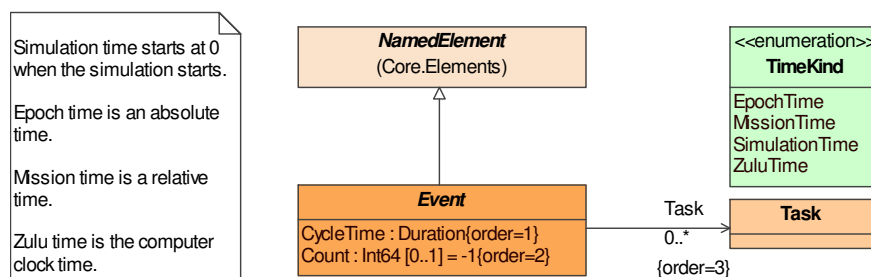 Simulation time starts at 0
when the simulation starts.
Epoch time is an absolute
time.
Mission time is a relative
time.
Zulu time is the computer
clock time.
NamedElement
(Core.Elements)
Event
CycleTime : Duration{order=1}
Count : Int64 [0..1] = -1{order=2}
Task
0..*
{order=3}
<<enumeration>>
TimeKind
EpochTime
MissionTime
SimulationTime
ZuluTime
Task